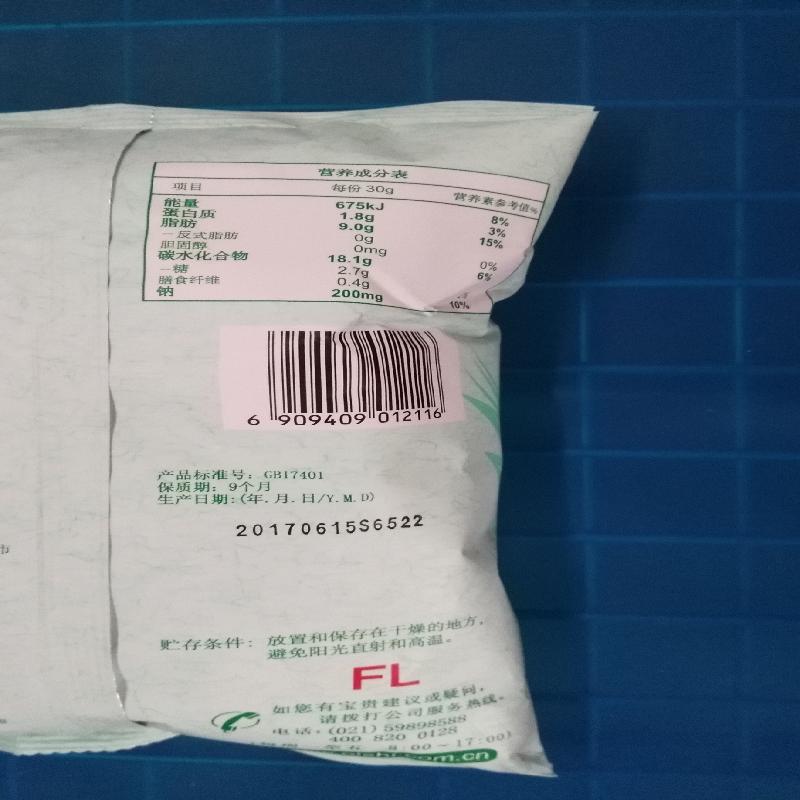 营养成分表
项目 每份 30g 营养素参考值%
能量 675kJ 8%
蛋白质 1.8g 3%
脂肪 9.0g 15%
－反式脂肪 0g
胆固醇 0mg 0%
碳水化合物 18.1g 6%
－糖 2.7g
膳食纤维 0.4g
钠 200mg 10%
6 909409 012116
产品标准号: GB17401
保质期: 9个月
生产日期:(年.月.日/Y.M.D)
20170615S6522
贮存条件: 放置和保存在干燥的地方,
避免阳光直射和高温。
FL
如您有宝贵建议或疑问,
请拨打公司服务热线。
电话:(021)59898588
400 820 0128
8:00~17:00)
.com.cn
市